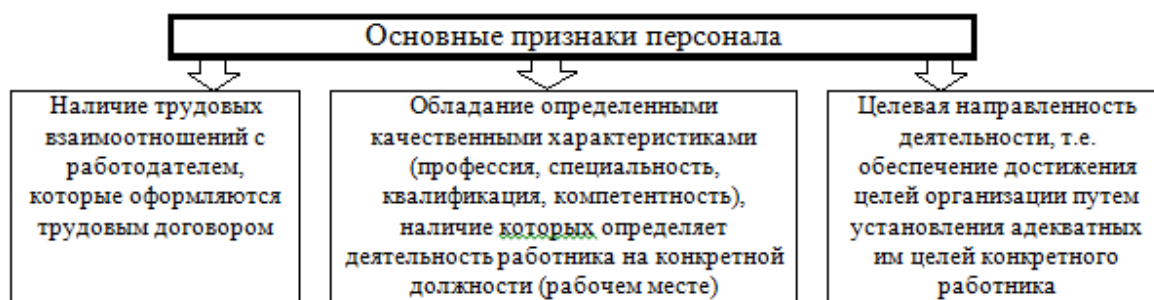 Основные признаки персонала
Наличие трудовых
взаимоотношений с
работодателем,
которые оформляются
трудовым договором
Обладание определенными
качественными характеристиками
(профессия, специальность,
квалификация, компетентность),
наличие которых определяет
деятельность работника на конкретной
должности (рабочем месте)
Целевая направленность
деятельности, т.е.
обеспечение достижения
целей организации путем
установления адекватных
им целей конкретного
работника